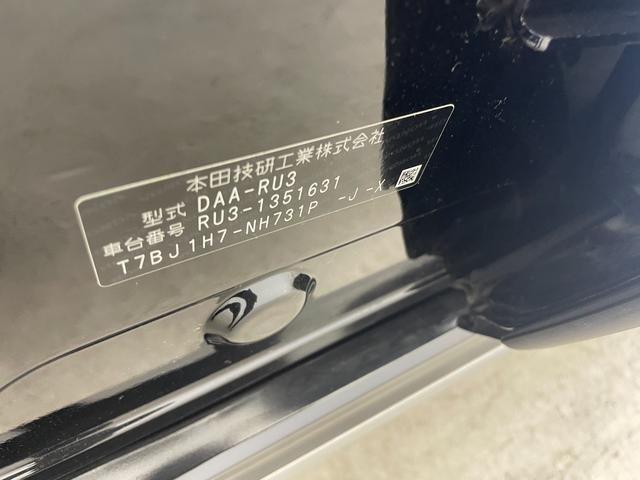 本田技研工業株式会社
型式 DAA-RU3
車台番号 RU3-1351631
T7BJ1H7-NH731P -J -X